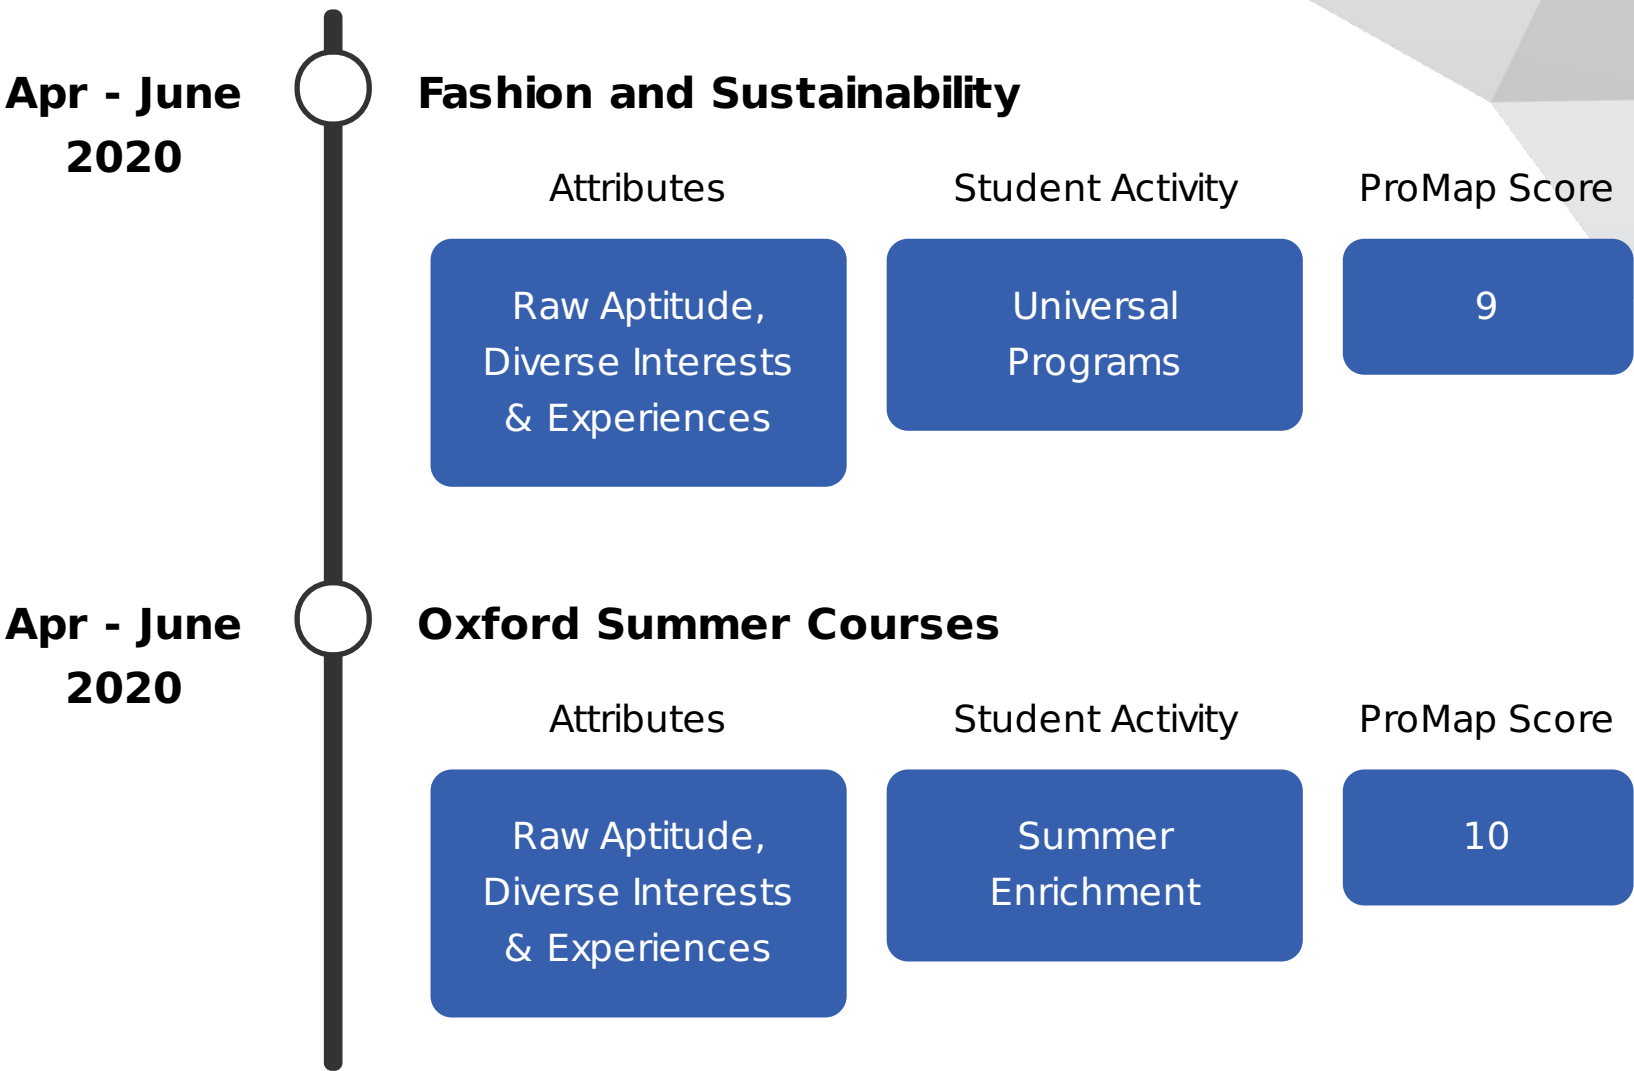 Apr - June
2020
Fashion and Sustainability
Attributes
Student Activity
ProMap Score
Raw Aptitude,
Diverse Interests
& Experiences
Universal
Programs
9
Apr - June
2020
Oxford Summer Courses
Attributes
Student Activity
ProMap Score
Raw Aptitude,
Diverse Interests
& Experiences
Summer
Enrichment
10